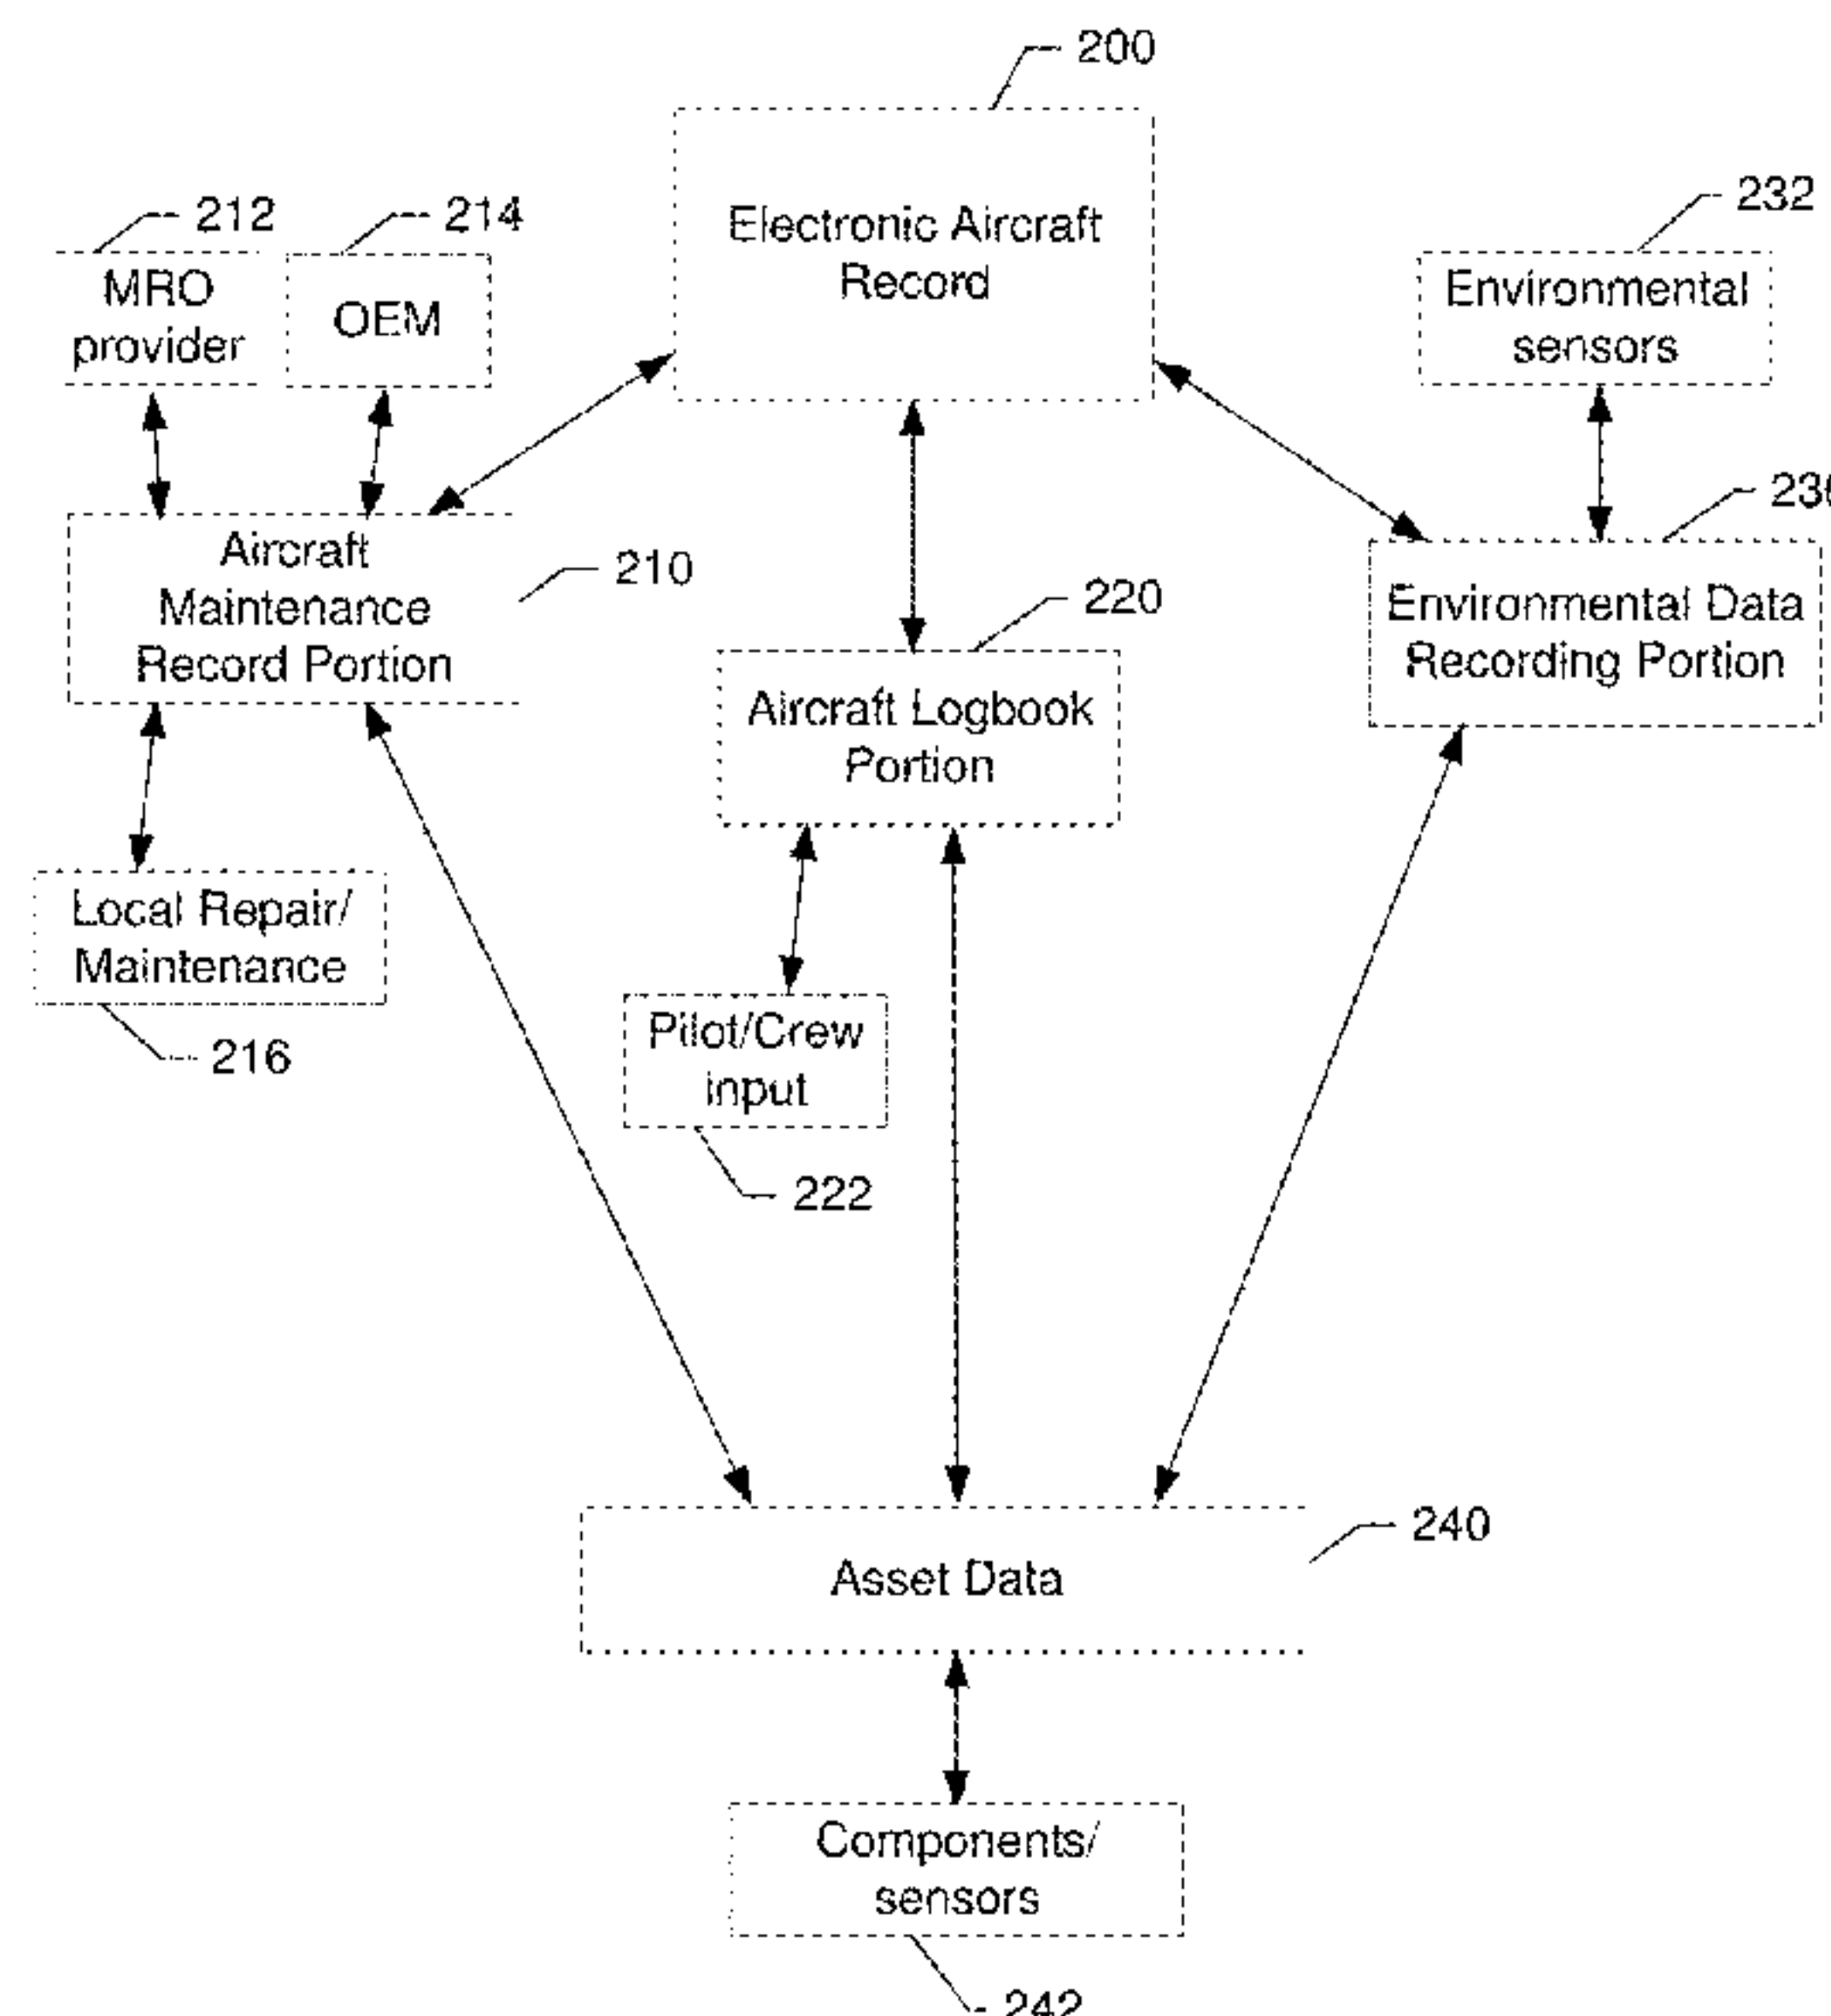 200
Electronic Aircraft
Record
212
MRO
provider
214
OEM
232
Environmental
sensors
Aircraft
Maintenance
Record Portion
210
220
Aircraft Logbook
Portion
Environmental Data
Recording Portion
Local Repair/
Maintenance
216
Pilot/Crew
input
222
240
Asset Data
Components/
sensors
242